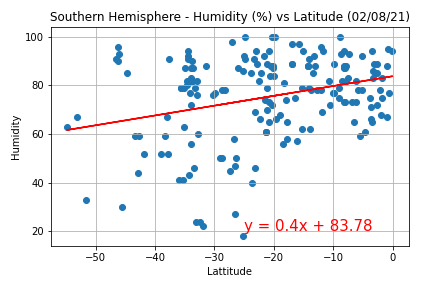 Southern Hemisphere - Humidity (%) vs Latitude (02/08/21)
100
80
60
40
20
Humidity
y = 0.4x + 83.78
−50
−40
−30
−20
−10
0
Lattitude